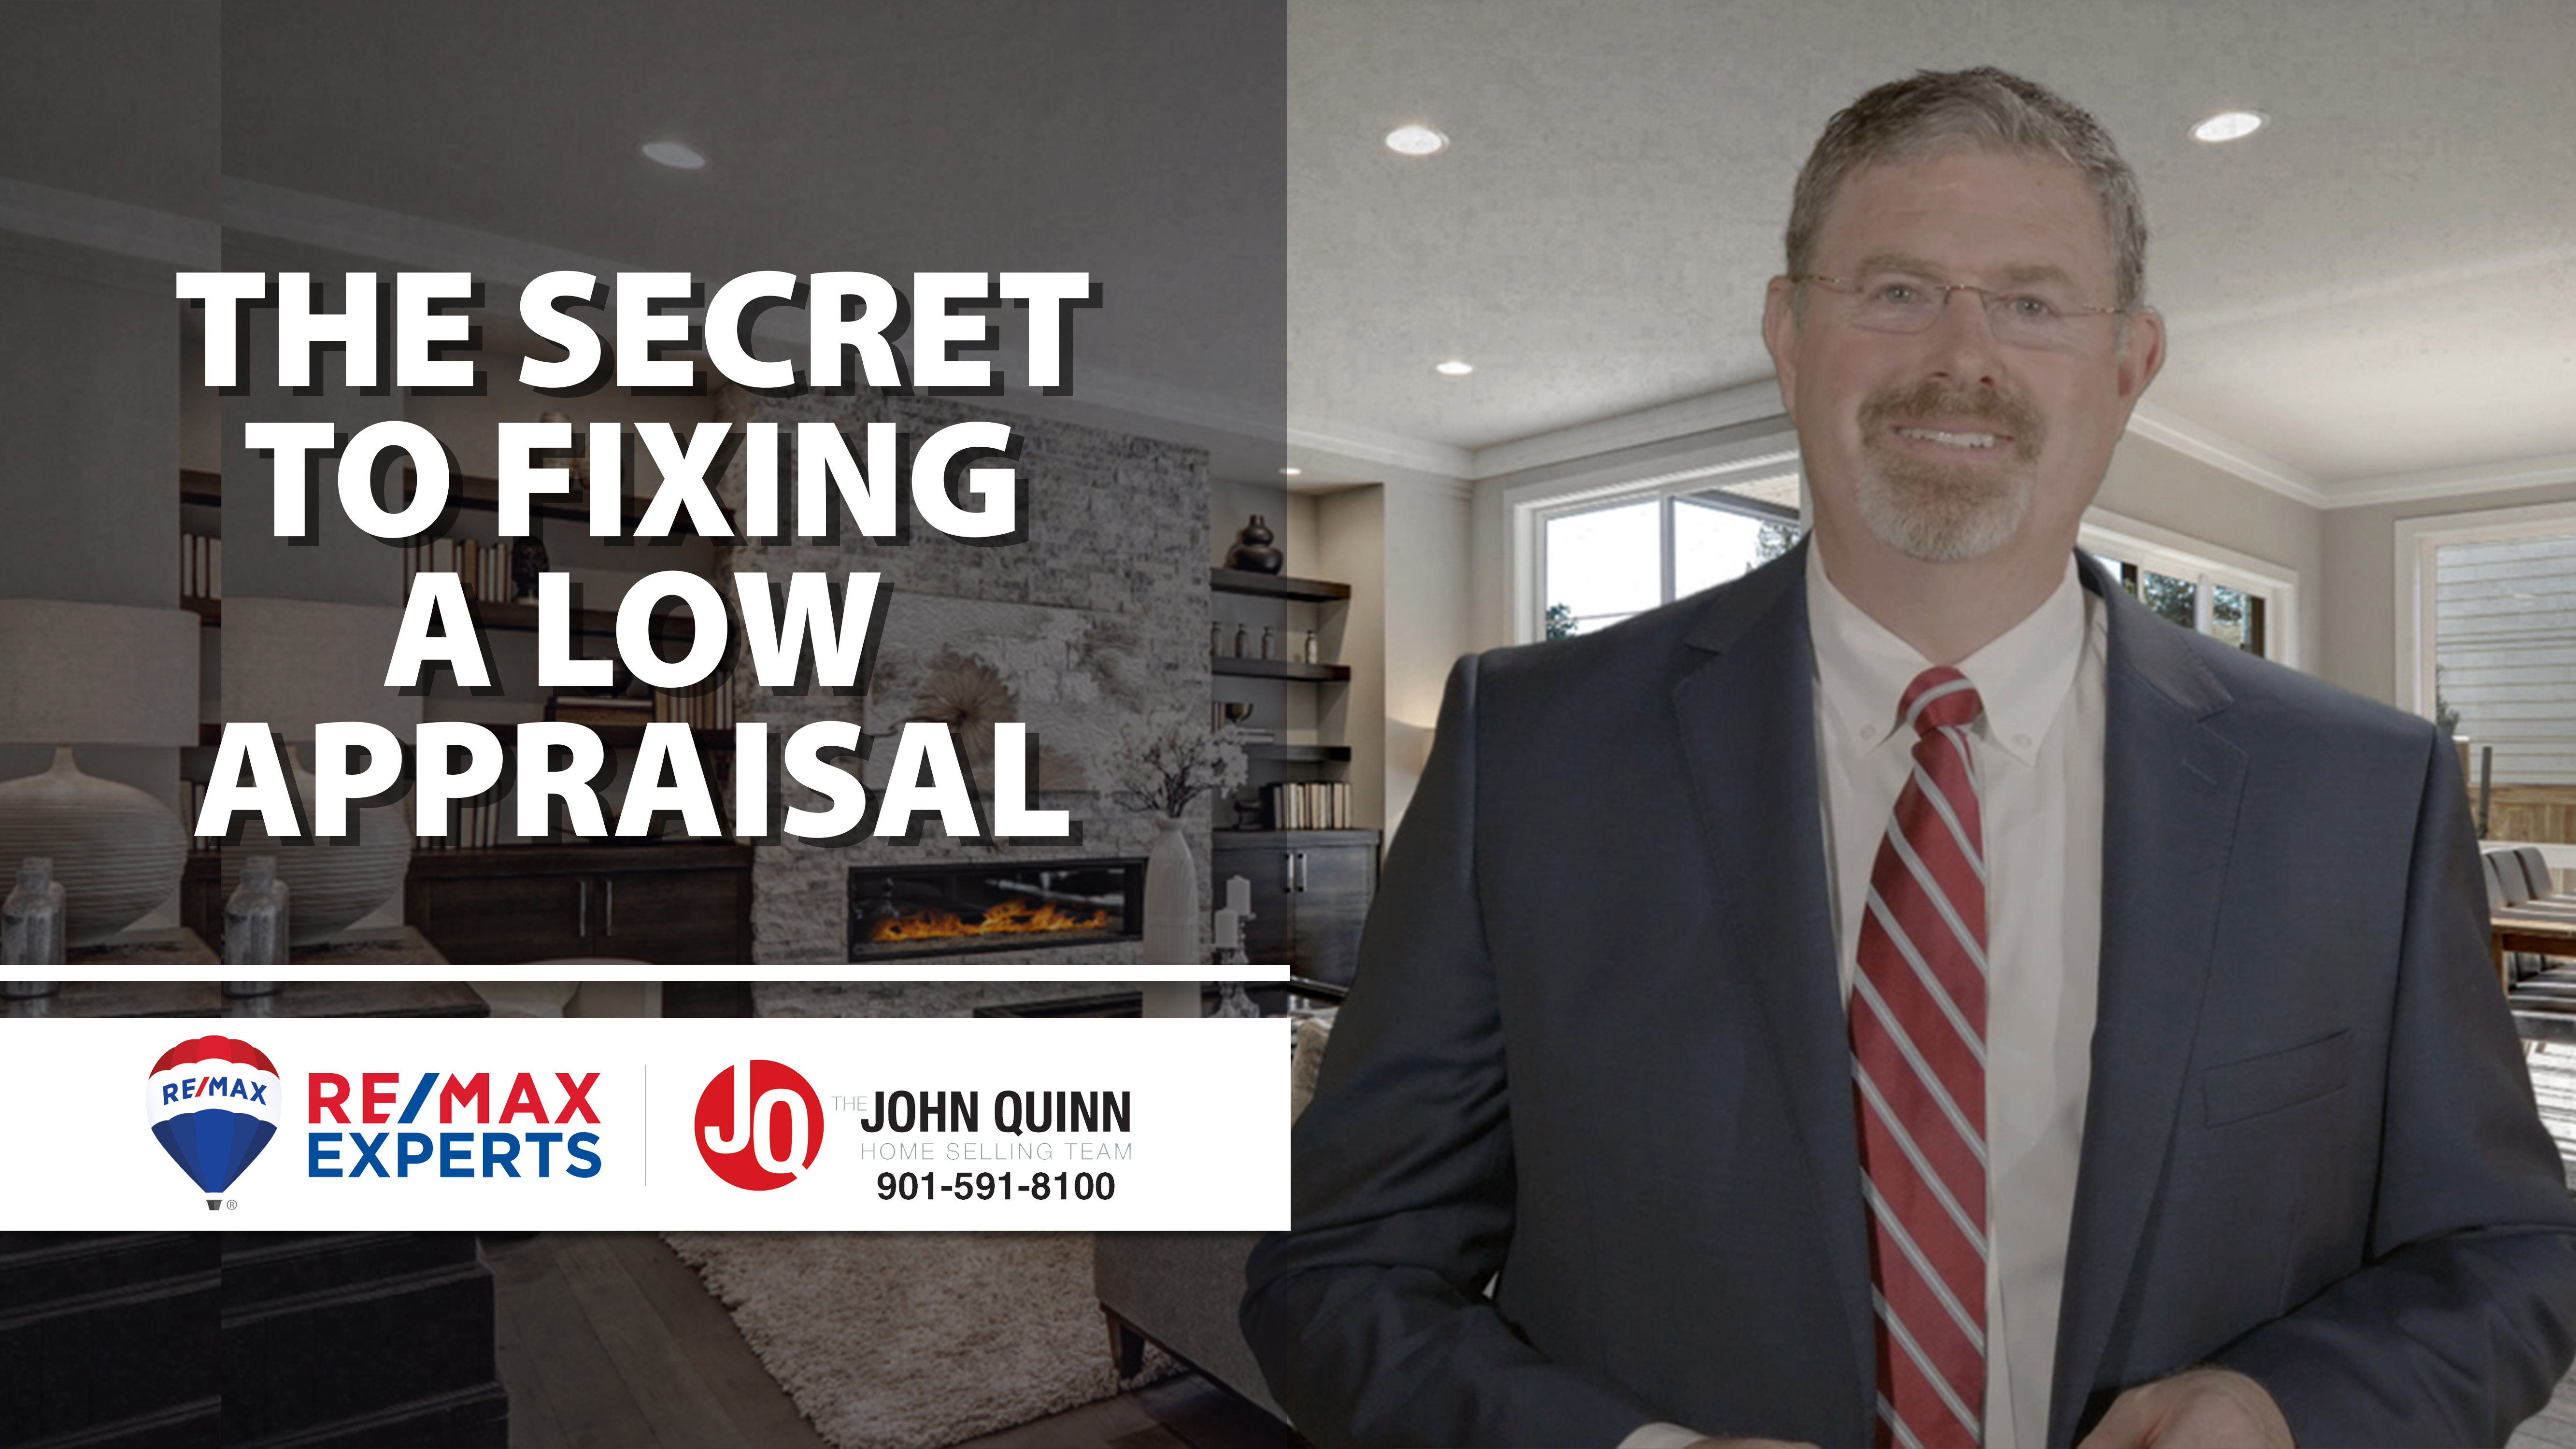 THE SECRET
TO FIXING
A LOW
APPRAISAL
RE/MAX
RE/MAX
EXPERTS
®
JQ
THE JOHN QUINN
HOME SELLING TEAM
901-591-8100